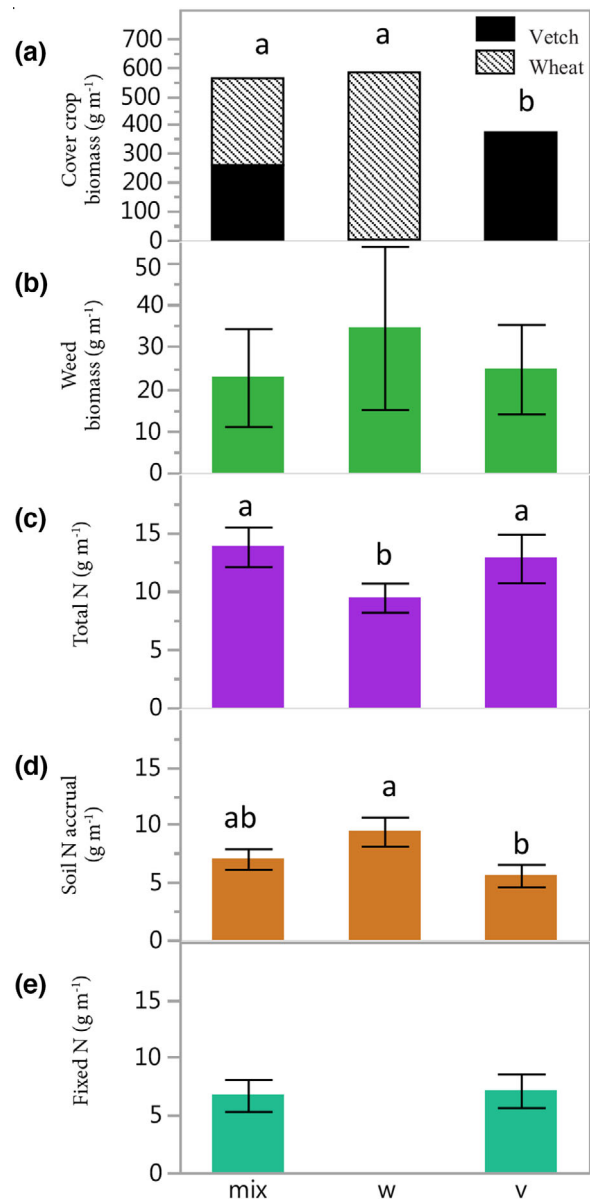 (a)
Cover crop
biomass (g m⁻¹)
700
600
500
400
300
200
100
0
a
a
b
Vetch
Wheat
(b)
Weed
biomass (g m⁻¹)
50
40
30
20
10
0
(c)
Total N (g m⁻¹)
15
10
5
0
a
b
a
(d)
Soil N accrual
(g m⁻¹)
15
10
5
0
ab
a
b
(e)
Fixed N (g m⁻¹)
15
10
5
0
mix w v